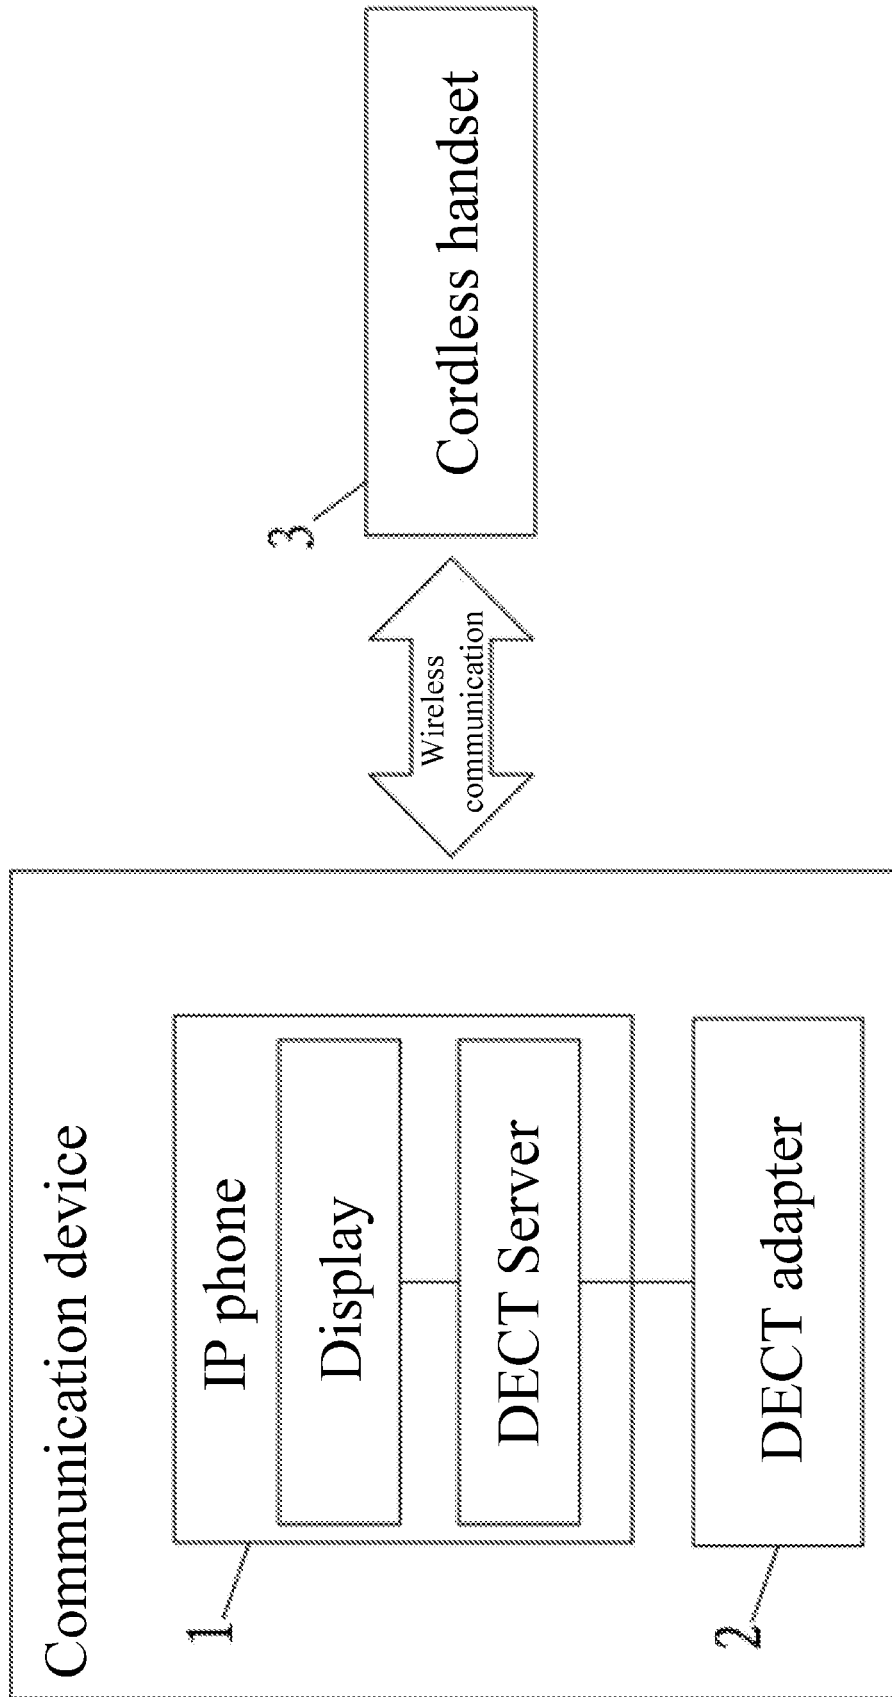 Communication device
1
IP phone
Display
DECT Server
2
DECT adapter
Wireless
communication
3
Cordless handset